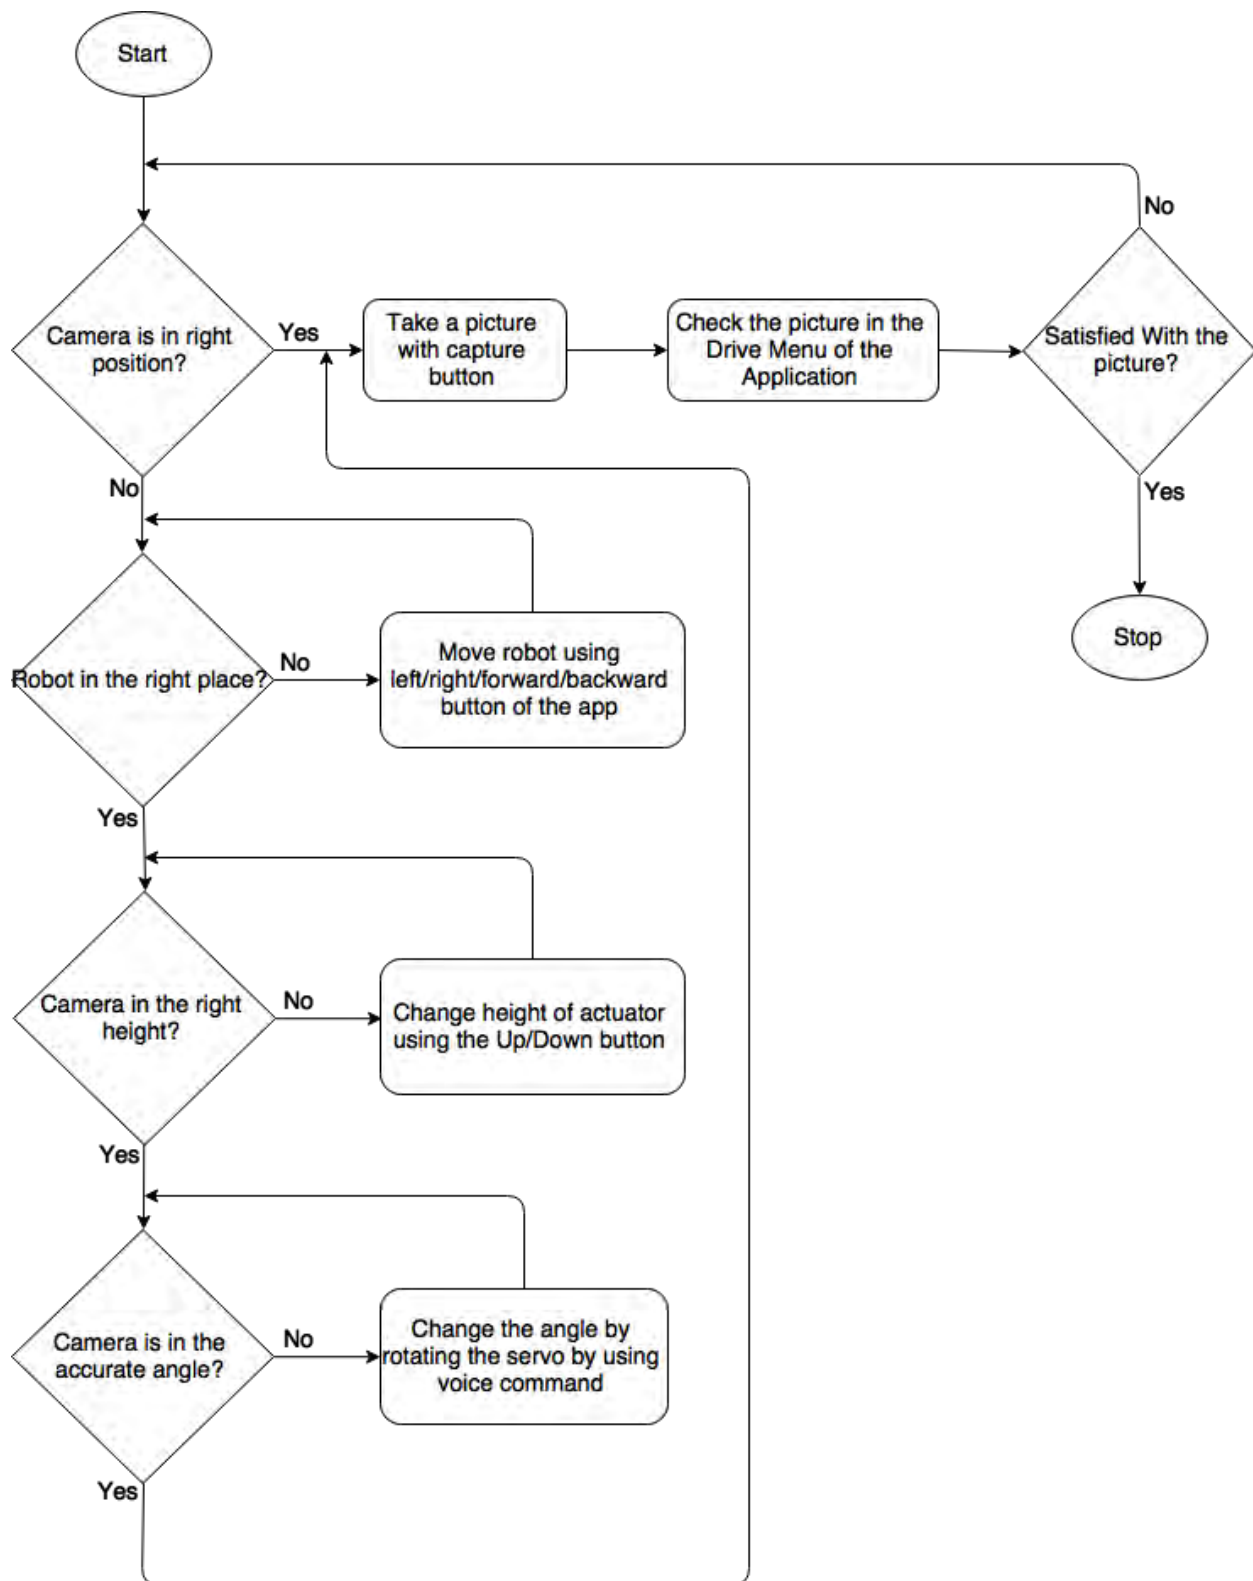 Start
No
Camera is in right
position?
Yes
Take a picture
with capture
button
Check the picture in the
Drive Menu of the
Application
Satisfied With the
picture?
No
Yes
Stop
Robot in the right place?
No
Move robot using
left/right/forward/backward
button of the app
Yes
Camera in the right
height?
No
Change height of actuator
using the Up/Down button
Yes
Camera is in the
accurate angle?
No
Change the angle by
rotating the servo by using
voice command
Yes